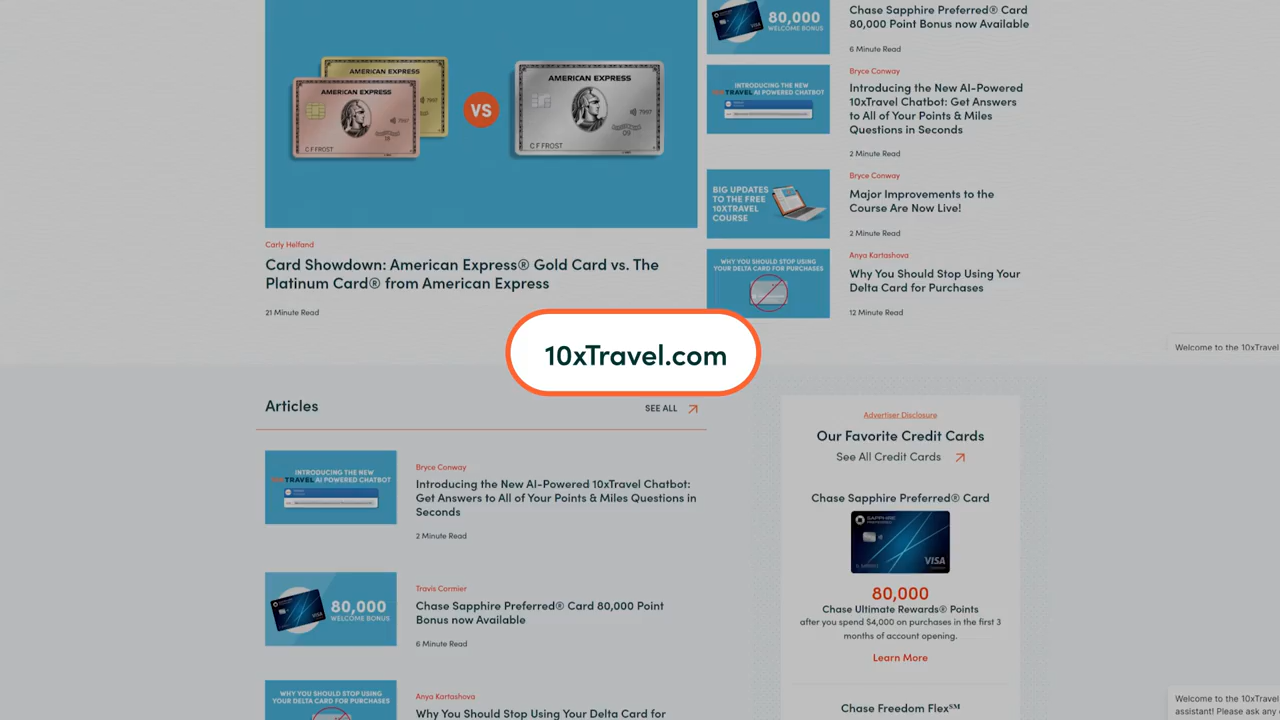 AMERICAN EXPRESS
AMERICAN EXPRESS
C F FROST
VS
AMERICAN EXPRESS
C F FROST
Carly Helfand
Card Showdown: American Express® Gold Card vs. The
Platinum Card® from American Express
21 Minute Read
80,000
WELCOME BONUS
Chase Sapphire Preferred® Card
80,000 Point Bonus now Available
6 Minute Read
INTRODUCING THE NEW
10XTRAVEL AI POWERED CHATBOT
Bryce Conway
Introducing the New AI-Powered
10xTravel Chatbot: Get Answers
to All of Your Points & Miles
Questions in Seconds
2 Minute Read
BIG UPDATES
TO THE FREE
10XTRAVEL
COURSE
Bryce Conway
Major Improvements to the
Course Are Now Live!
2 Minute Read
WHY YOU SHOULD STOP USING
YOUR DELTA CARD FOR PURCHASES
Anya Kartashova
Why You Should Stop Using Your
Delta Card for Purchases
12 Minute Read
Welcome to the 10xTravel
10xTravel.com
Articles
SEE ALL
INTRODUCING THE NEW
10XTRAVEL AI POWERED CHATBOT
Bryce Conway
Introducing the New AI-Powered 10xTravel Chatbot:
Get Answers to All of Your Points & Miles Questions in
Seconds
2 Minute Read
80,000
WELCOME BONUS
Travis Cormier
Chase Sapphire Preferred® Card 80,000 Point
Bonus now Available
6 Minute Read
WHY YOU SHOULD STOP USING
YOUR DELTA CARD FOR PURCHASES
Anya Kartashova
Why You Should Stop Using Your Delta Card for
Advertiser Disclosure
Our Favorite Credit Cards
See All Credit Cards
Chase Sapphire Preferred® Card
SAPPHIRE
PREFERRED
VISA
80,000
Chase Ultimate Rewards® Points
after you spend $4,000 on purchases in the first 3
months of account opening.
Learn More
Chase Freedom Flex℠
Welcome to the 10xTravel
assistant! Please ask any